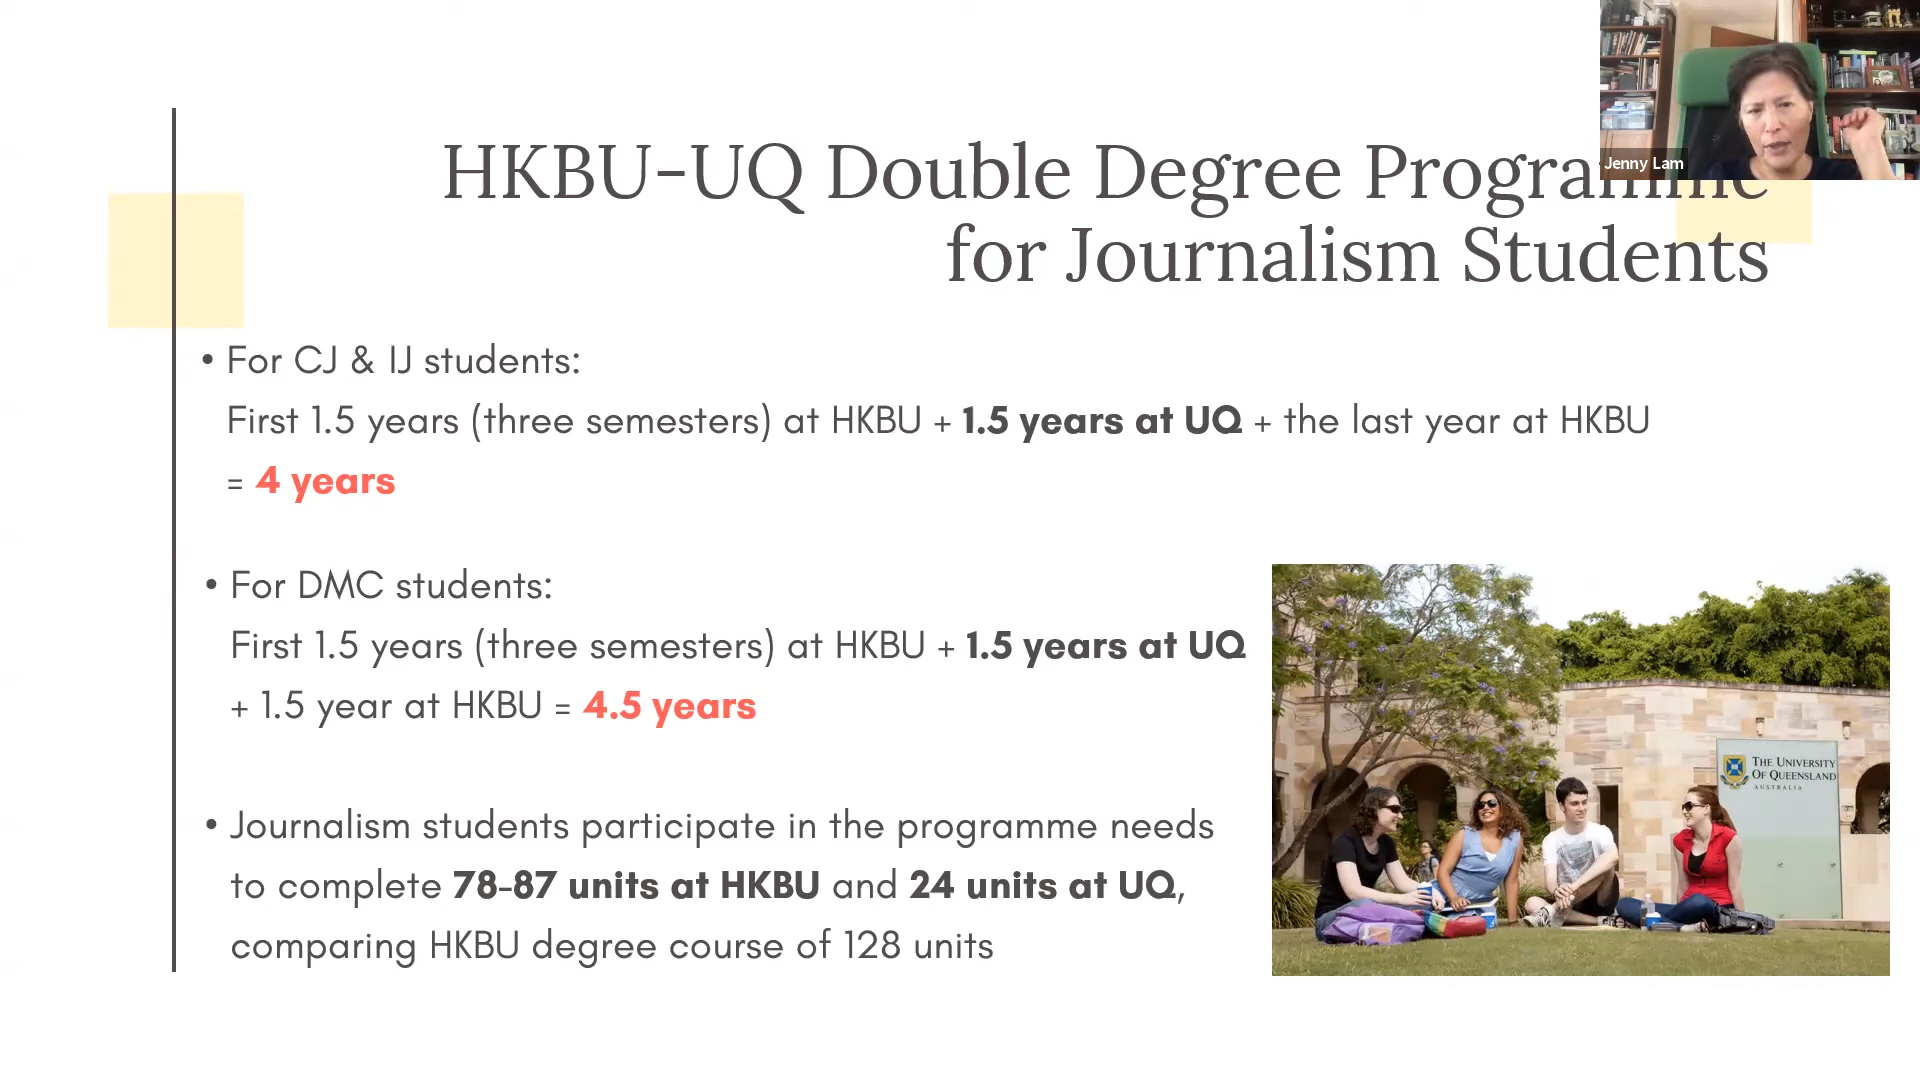 Jenny Lam
HKBU-UQ Double Degree Programme
for Journalism Students
• For CJ & IJ students:
First 1.5 years (three semesters) at HKBU + 1.5 years at UQ + the last year at HKBU
= 4 years
• For DMC students:
First 1.5 years (three semesters) at HKBU + 1.5 years at UQ
+ 1.5 year at HKBU = 4.5 years
• Journalism students participate in the programme needs
to complete 78-87 units at HKBU and 24 units at UQ,
comparing HKBU degree course of 128 units
THE UNIVERSITY
OF QUEENSLAND
AUSTRALIA